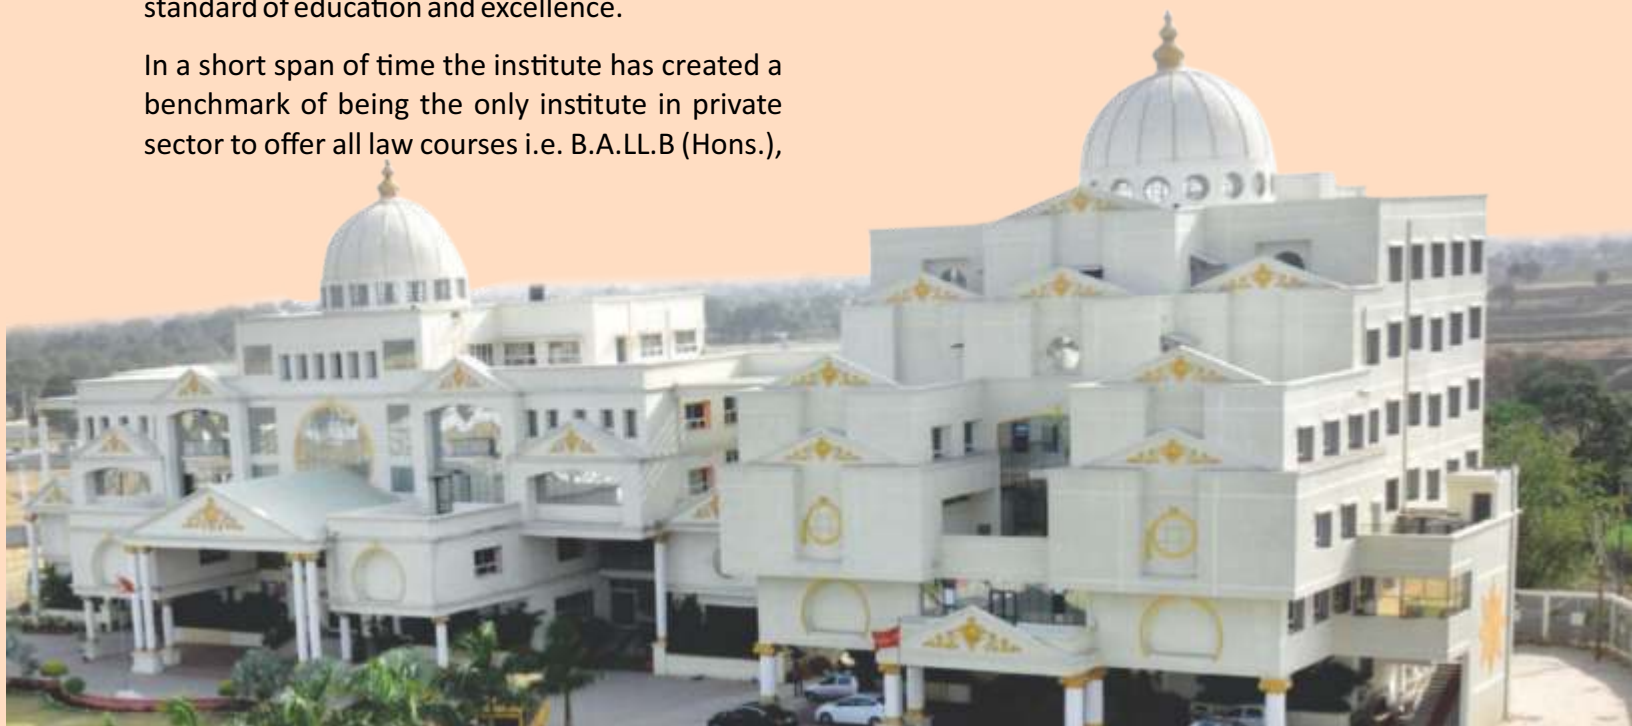 standard of education and excellence.
In a short span of time the institute has created a
benchmark of being the only institute in private
sector to offer all law courses i.e. B.A.LL.B (Hons.),